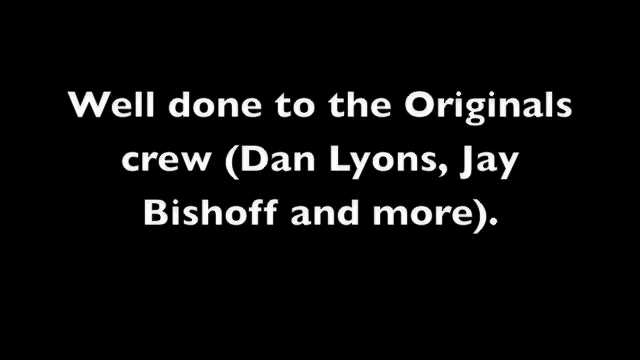 Well done to the Originals
crew (Dan Lyons, Jay
Bishoff and more).